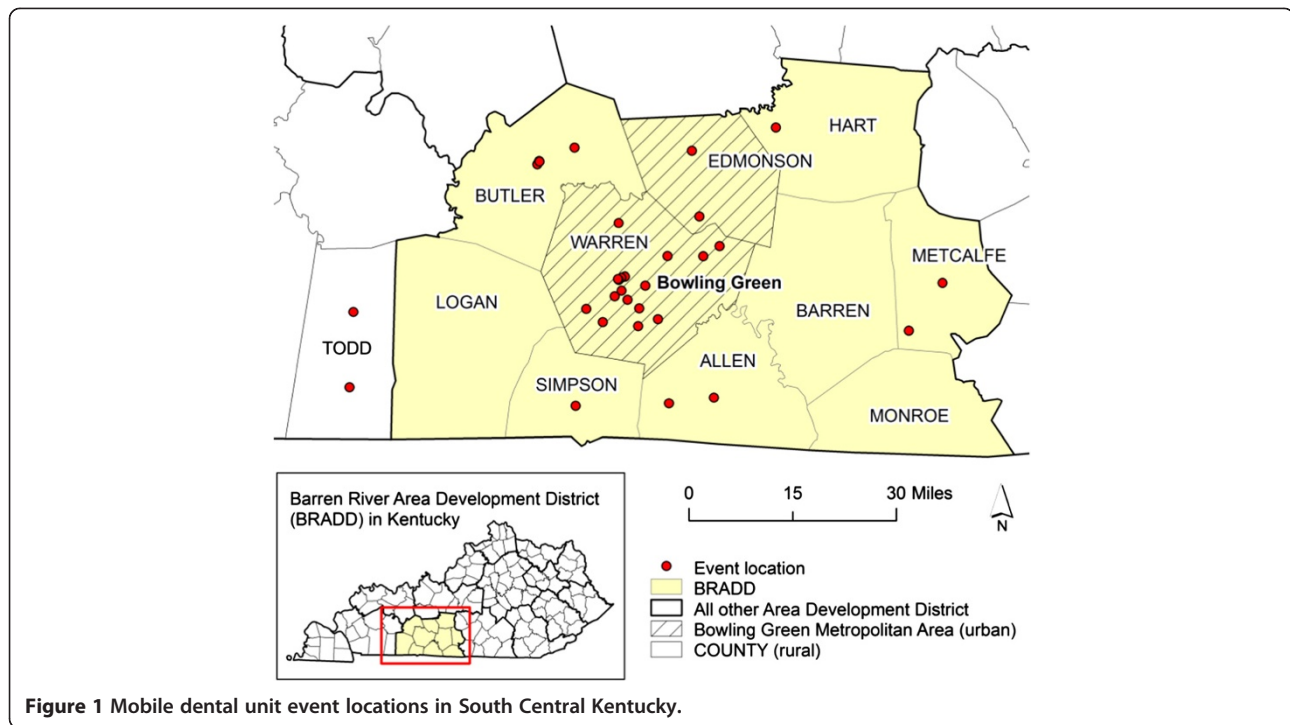 HART
EDMONSON
BUTLER
WARREN
METCALFE
Bowling Green
LOGAN
BARREN
TODD
ALLEN
SIMPSON
MONROE
Barren River Area Development District
(BRADD) in Kentucky
0 15 30 Miles
N
Event location
BRADD
All other Area Development District
Bowling Green Metropolitan Area (urban)
COUNTY (rural)
Figure 1 Mobile dental unit event locations in South Central Kentucky.